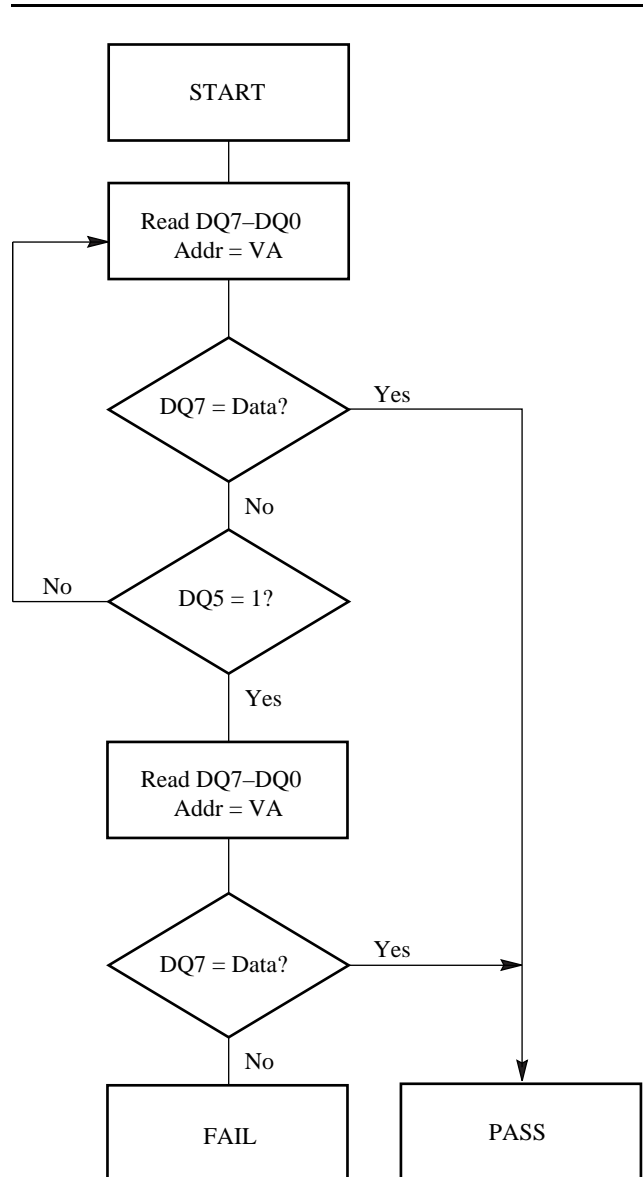 START
Read DQ7–DQ0
Addr = VA
DQ7 = Data?
Yes
No
No
DQ5 = 1?
Yes
Read DQ7–DQ0
Addr = VA
DQ7 = Data?
Yes
No
FAIL
PASS